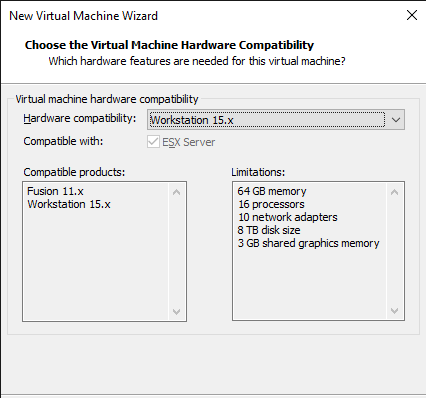 New Virtual Machine Wizard
Choose the Virtual Machine Hardware Compatibility
Which hardware features are needed for this virtual machine?
Virtual machine hardware compatibility
Hardware compatibility: Workstation 15.x
Compatible with: ESX Server
Compatible products: Limitations:
Fusion 11.x
Workstation 15.x
64 GB memory
16 processors
10 network adapters
8 TB disk size
3 GB shared graphics memory